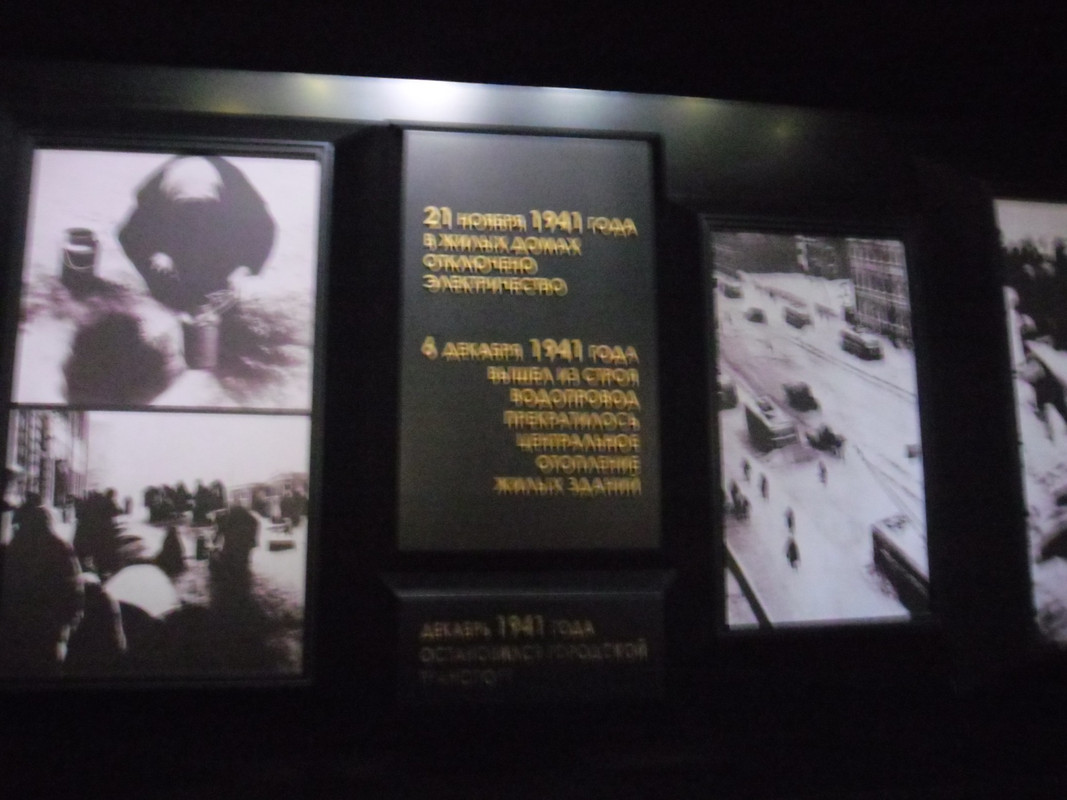 21 НОЯБРЯ 1941 ГОДА
В ЖИЛЫХ ДОМАХ
ОТКЛЮЧЕНО
ЭЛЕКТРИЧЕСТВО
6 ДЕКАБРЯ 1941 ГОДА
ВЫШЕЛ ИЗ СТРОЯ
ВОДОПРОВОД
ПРЕКРАТИЛОСЬ
ЦЕНТРАЛЬНОЕ
ОТОПЛЕНИЕ
ЖИЛЫХ ЗДАНИЙ
ДЕКАБРЬ 1941 ГОДА
ОСТАНОВИЛСЯ ГОРОДСКОЙ
ТРАНСПОРТ